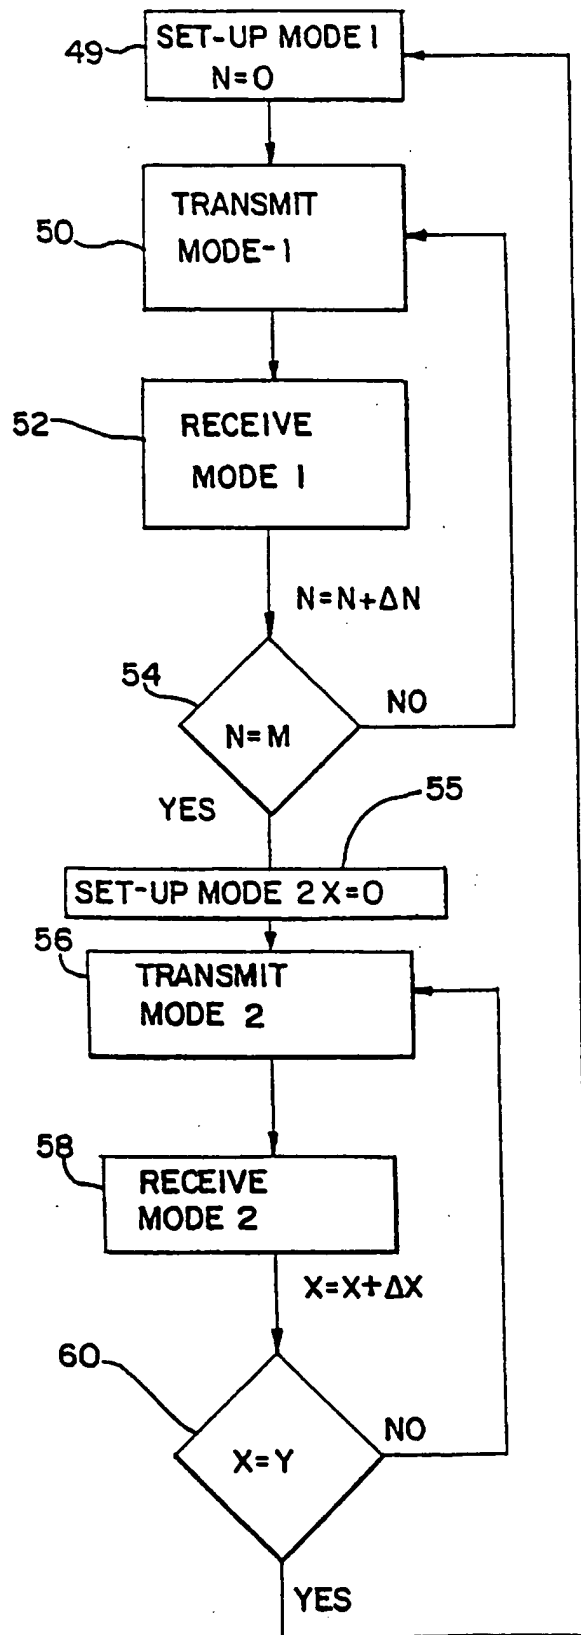 49
SET-UP MODE 1
N=0
50
TRANSMIT
MODE-1
52
RECEIVE
MODE 1
N=N+ΔN
54
N=M
NO
YES
55
SET-UP MODE 2 X=0
56
TRANSMIT
MODE 2
58
RECEIVE
MODE 2
X=X+ΔX
60
X=Y
NO
YES